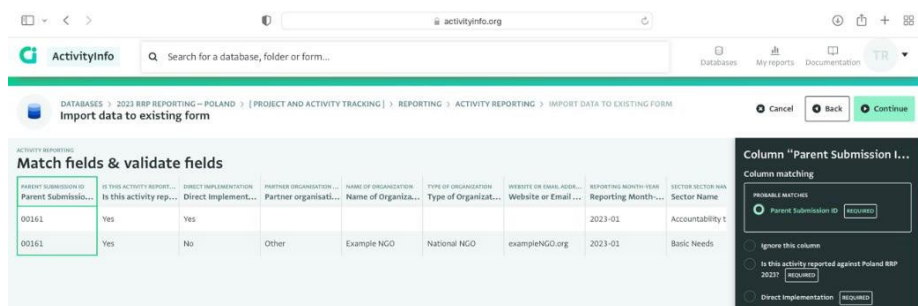 activityinfo.org
ActivityInfo
Search for a database, folder or form...
Databases
My reports
Documentation
TR
DATABASES > 2023 RRP REPORTING – POLAND > [ PROJECT AND ACTIVITY TRACKING ] > REPORTING > ACTIVITY REPORTING > IMPORT DATA TO EXISTING FORM
Import data to existing form
Cancel
Back
Continue
ACTIVITY REPORTING
Match fields & validate fields
PARENT SUBMISSION ID IS THIS ACTIVITY REPORT... DIRECT IMPLEMENTATION PARTNER ORGANISATION ... NAME OF ORGANIZATION TYPE OF ORGANIZATION WEBSITE OR EMAIL ADDE... REPORTING MONTH-YEAR SECTOR SECTOR NAM
Parent Submissio... Is this activity rep... Direct Implement... Partner organisati... Name of Organiza... Type of Organizat... Website or Email ... Reporting Month-... Sector Name
00161 Yes Yes 2023-01 Accountability t
00161 Yes No Other Example NGO National NGO exampleNGO.org 2023-01 Basic Needs
Column "Parent Submission I...
Column matching
PROBABLE MATCHES
Parent Submission ID REQUIRED
Ignore this column
Is this activity reported against Poland RRP
2023? REQUIRED
Direct Implementation REQUIRED